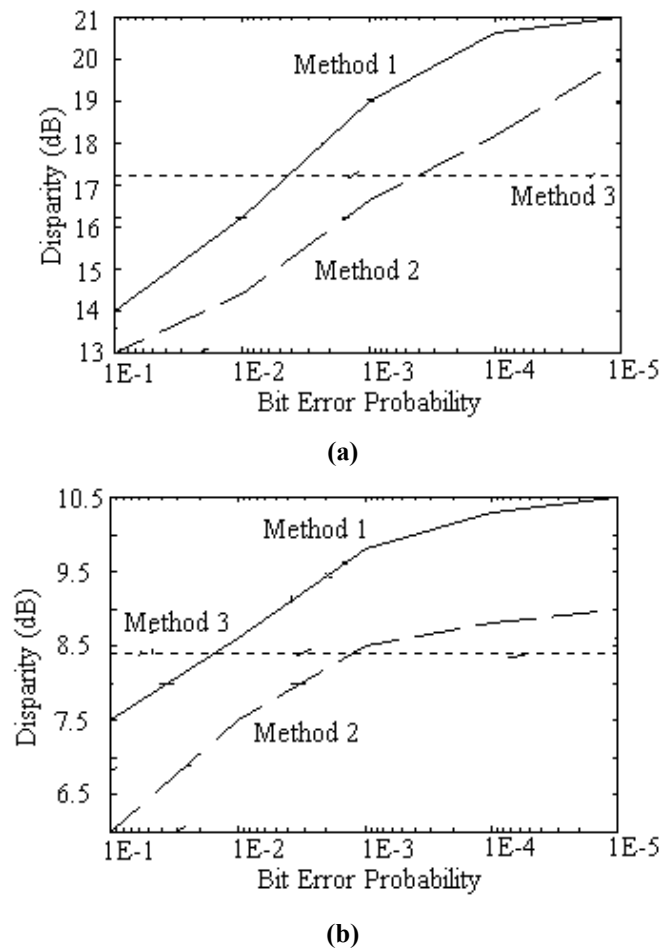 21
20
19
17
16
15
14
13
Disparity (dB)
Method 1
Method 3
Method 2
1E-1 1E-2 1E-3 1E-4 1E-5
Bit Error Probability
(a)
10.5
9.5
8.5
7.5
6.5
Disparity (dB)
Method 1
Method 3
Method 2
1E-1 1E-2 1E-3 1E-4 1E-5
Bit Error Probability
(b)